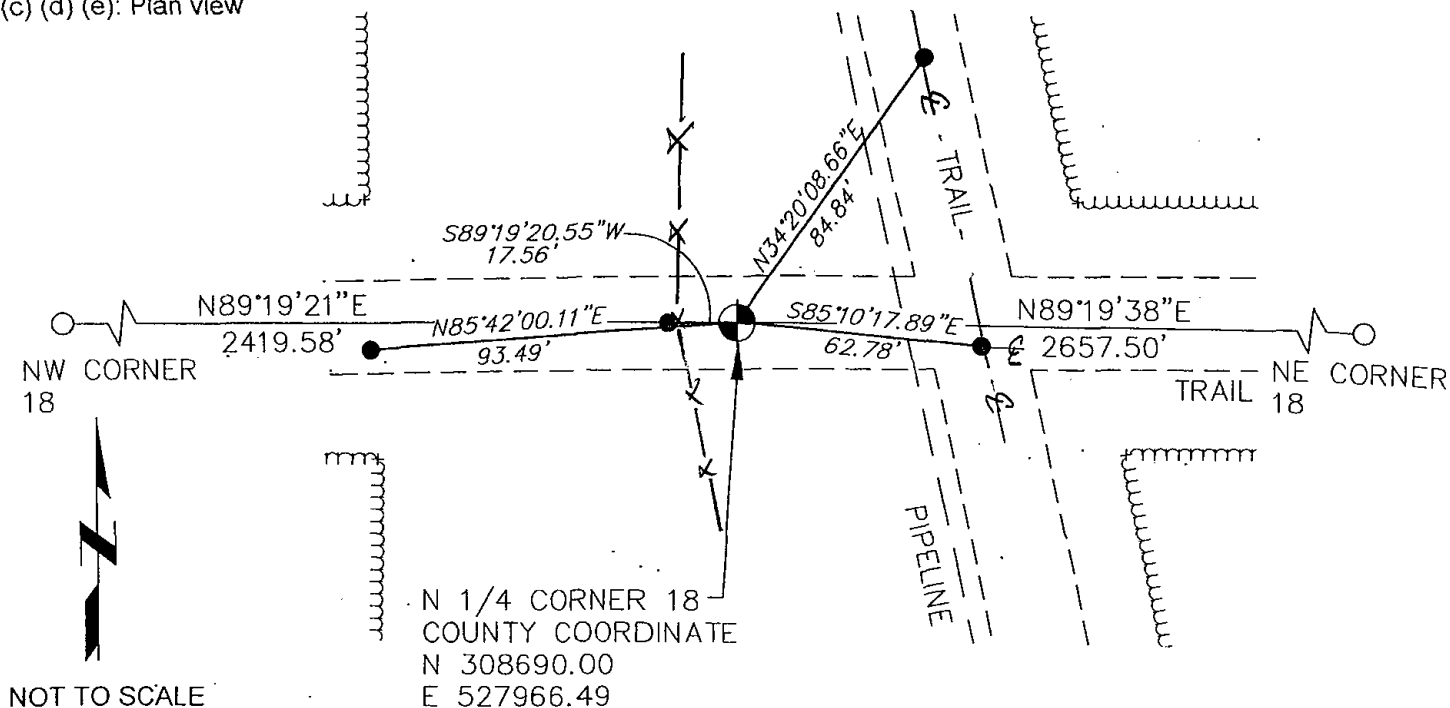 (c) (d) (e): Plan view
N34°20'08.66"E
84.84'
- TRAIL -
S89°19'20.55"W
17.56'
N89°19'21"E
2419.58'
N85°42'00.11"E
93.49'
S85°10'17.89"E
62.78'
N89°19'38"E
2657.50'
NW CORNER
18
TRAIL
NE CORNER
18
PIPELINE
N 1/4 CORNER 18
COUNTY COORDINATE
N 308690.00
E 527966.49
NOT TO SCALE